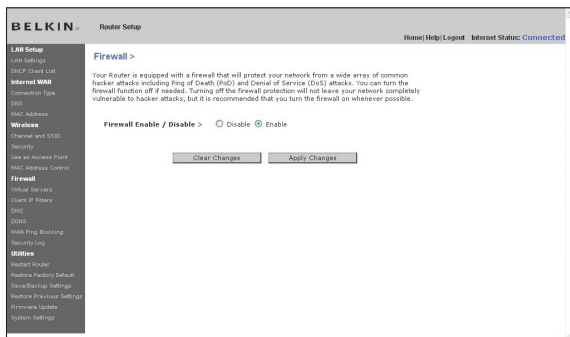 BELKIN
Router Setup
Home| Help| Logout Internet Status: Connected
LAN Setup
LAN Settings
DHCP Client List
Internet WAN
Connection Type
DNS
MAC Address
Wireless
Channel and SSID
Security
Use as Access Point
MAC Address Control
Firewall
Virtual Servers
Client IP Filters
DMZ
DDNS
WAN Ping Blocking
Security Log
Utilities
Restart Router
Restore Factory Default
Save/Backup Settings
Restore Previous Settings
Firmware Update
System Settings
Firewall >
Your Router is equipped with a firewall that will protect your network from a wide array of common
hacker attacks including Ping of Death (PoD) and Denial of Service (DoS) attacks. You can turn the
firewall function off if needed. Turning off the firewall protection will not leave your network completely
vulnerable to hacker attacks, but it is recommended that you turn the firewall on whenever possible.
Firewall Enable / Disable > Disable Enable
Clear Changes Apply Changes